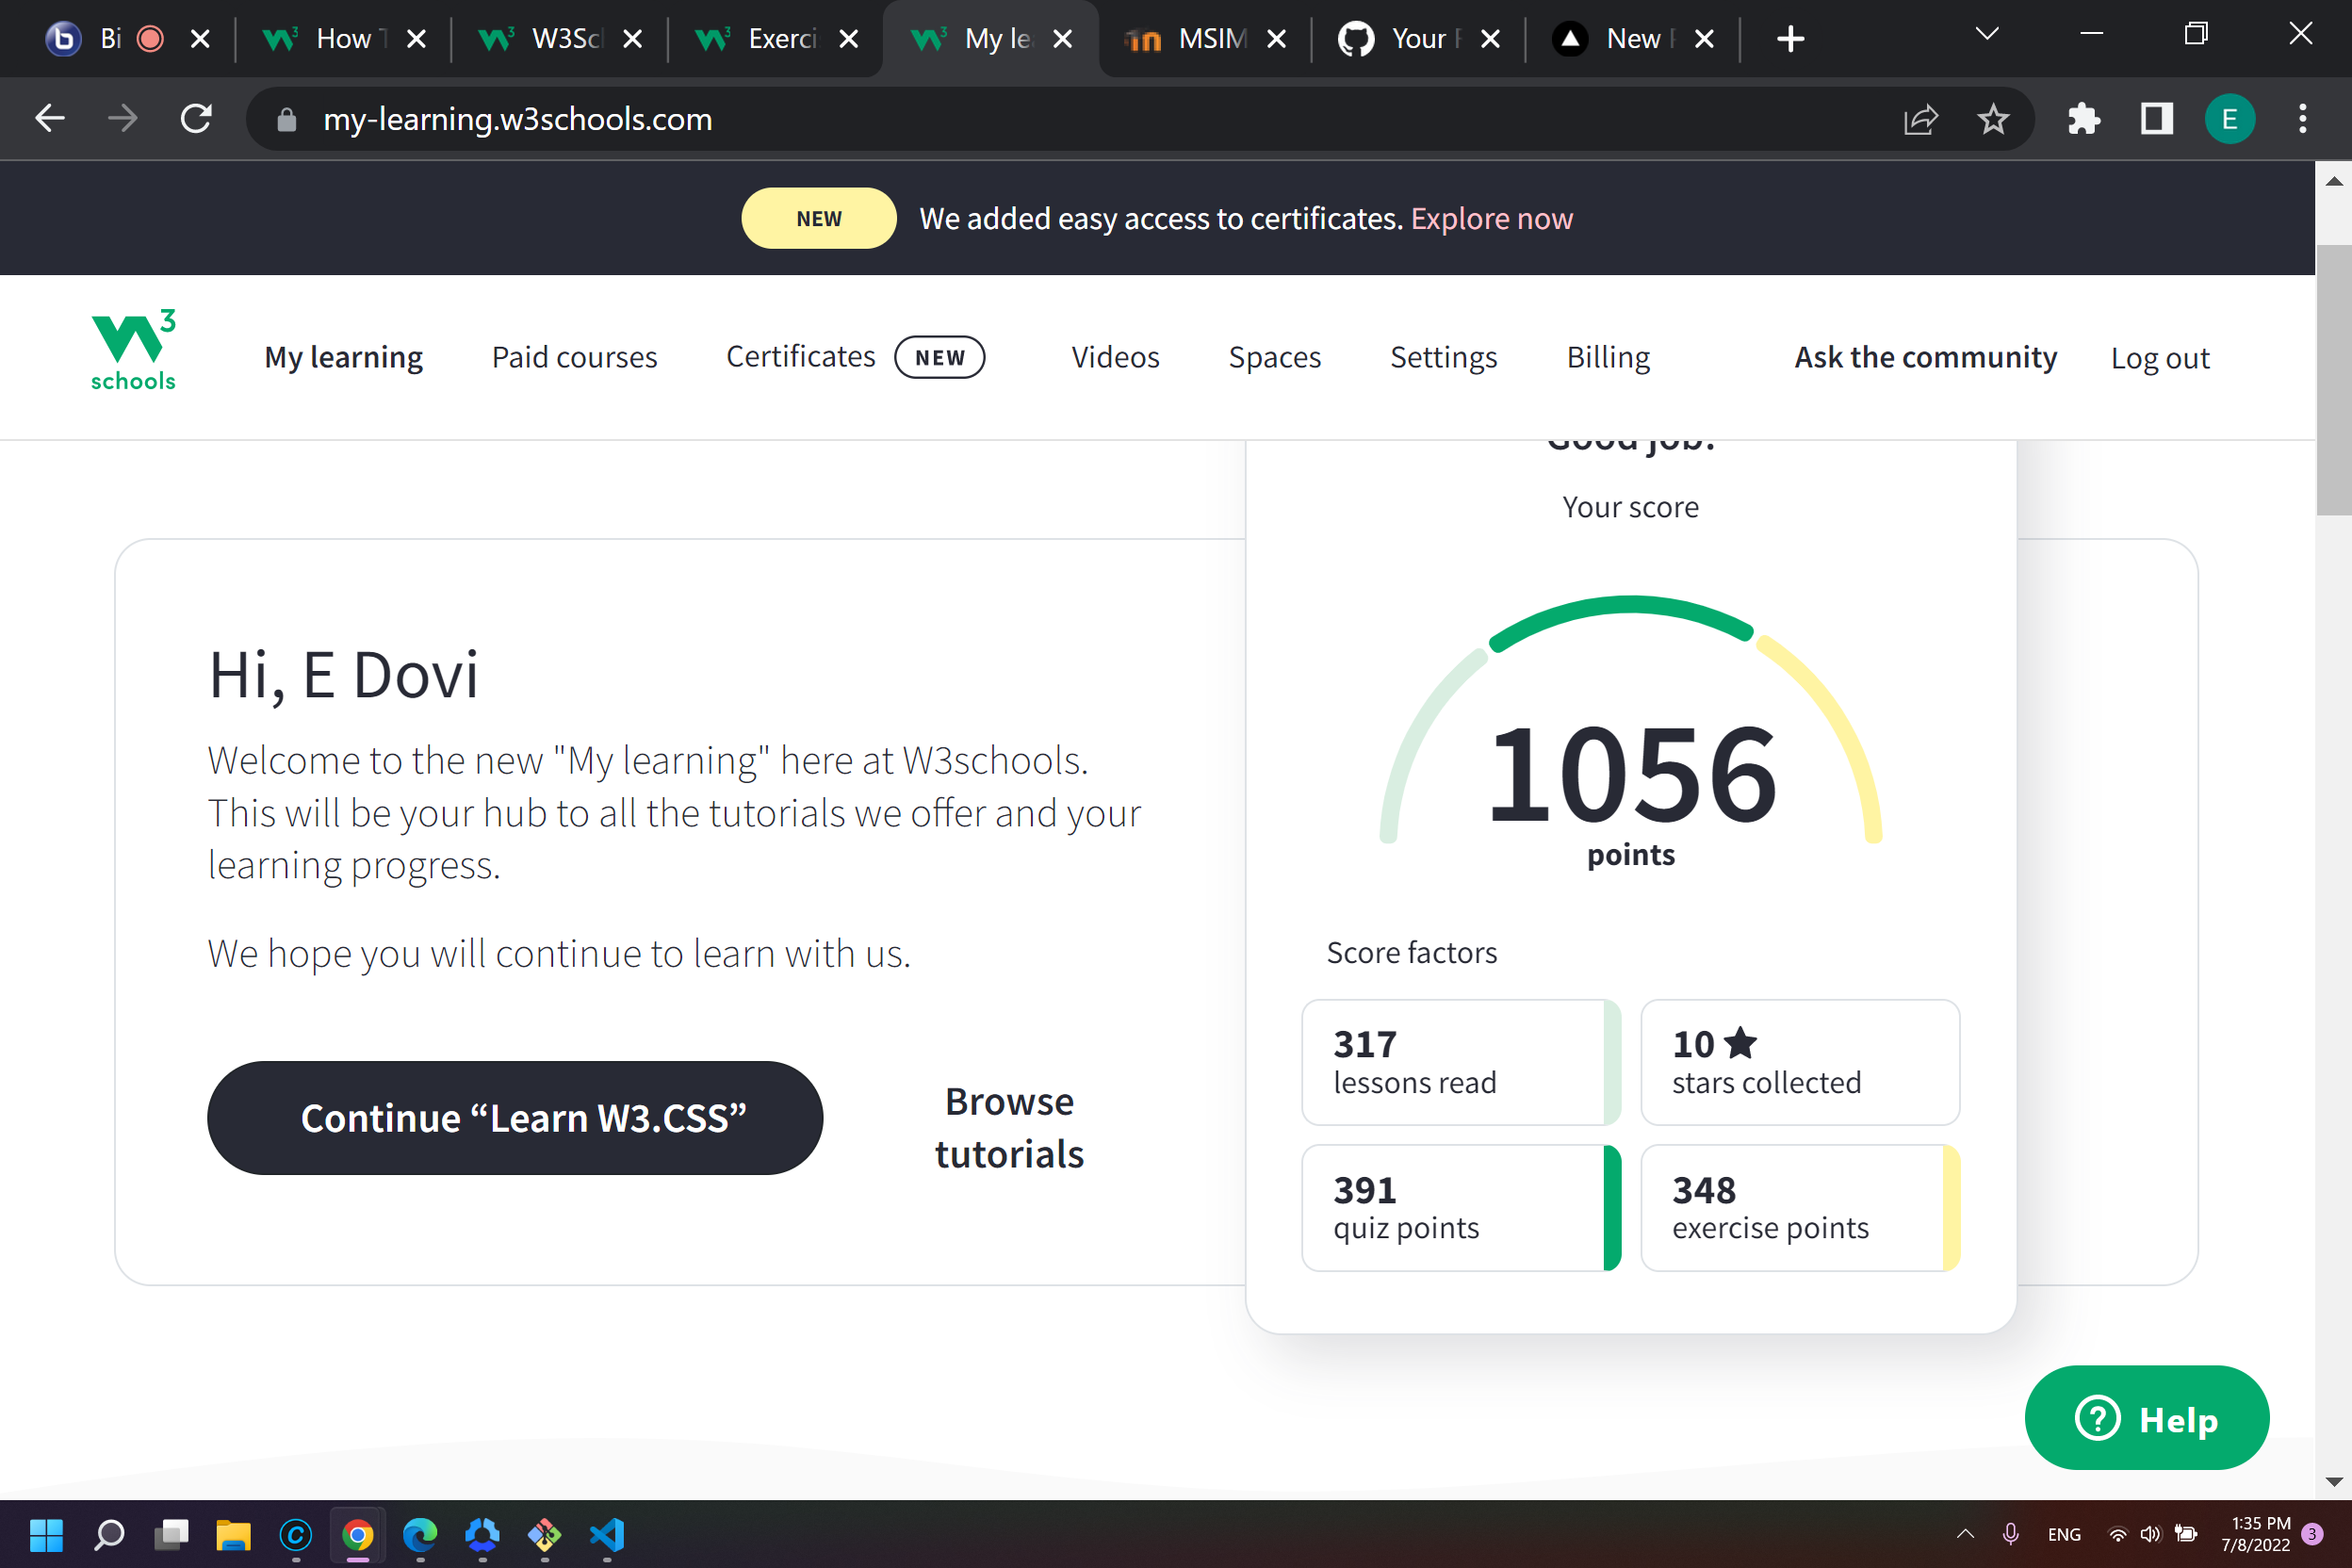 Bi
How T
W3Sc
Exerci
My le
MSIM
Your
New
my-learning.w3schools.com
E
NEW We added easy access to certificates. Explore now
W3 schools
My learning
Paid courses
Certificates NEW
Videos
Spaces
Settings
Billing
Ask the community
Log out
Good job!
Your score
1056
points
Hi, E Dovi
Welcome to the new "My learning" here at W3schools.
This will be your hub to all the tutorials we offer and your
learning progress.
We hope you will continue to learn with us.
Continue “Learn W3.CSS”
Browse
tutorials
Score factors
317
lessons read
10
stars collected
391
quiz points
348
exercise points
Help
ENG
1:35 PM
7/8/2022
3